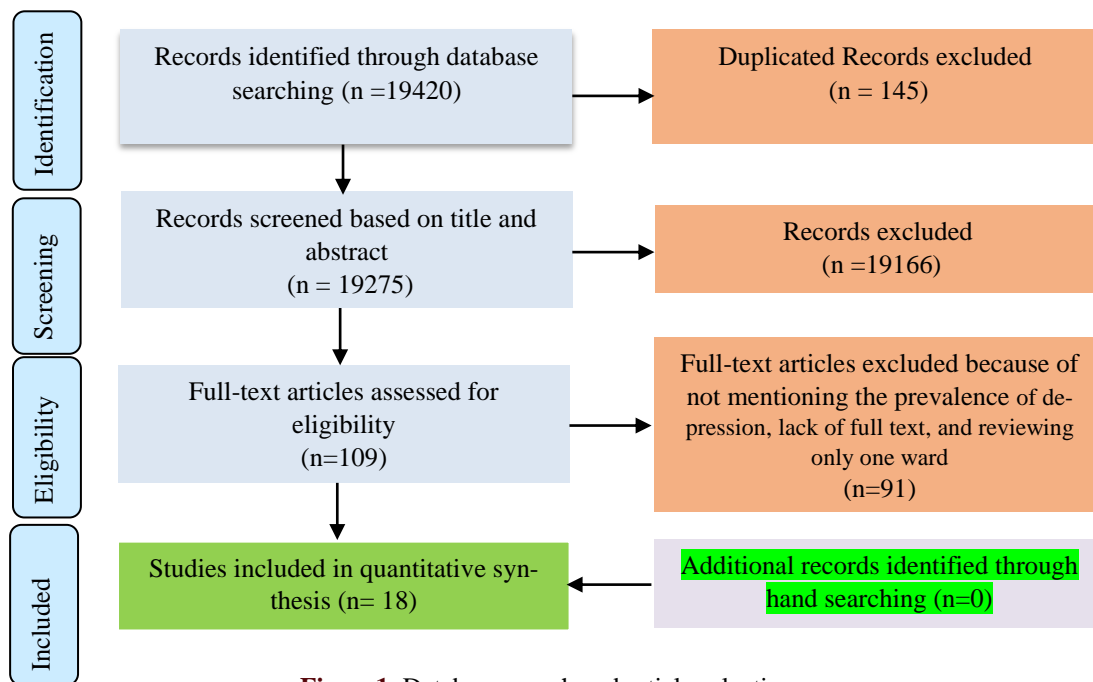 Identification
Records identified through database
searching (n =19420)
Duplicated Records excluded
(n = 145)
Screening
Records screened based on title and
abstract
(n = 19275)
Records excluded
(n =19166)
Eligibility
Full-text articles assessed for
eligibility
(n=109)
Full-text articles excluded because of
not mentioning the prevalence of de-
pression, lack of full text, and reviewing
only one ward
(n=91)
Included
Studies included in quantitative syn-
thesis (n= 18)
Additional records identified through
hand searching (n=0)